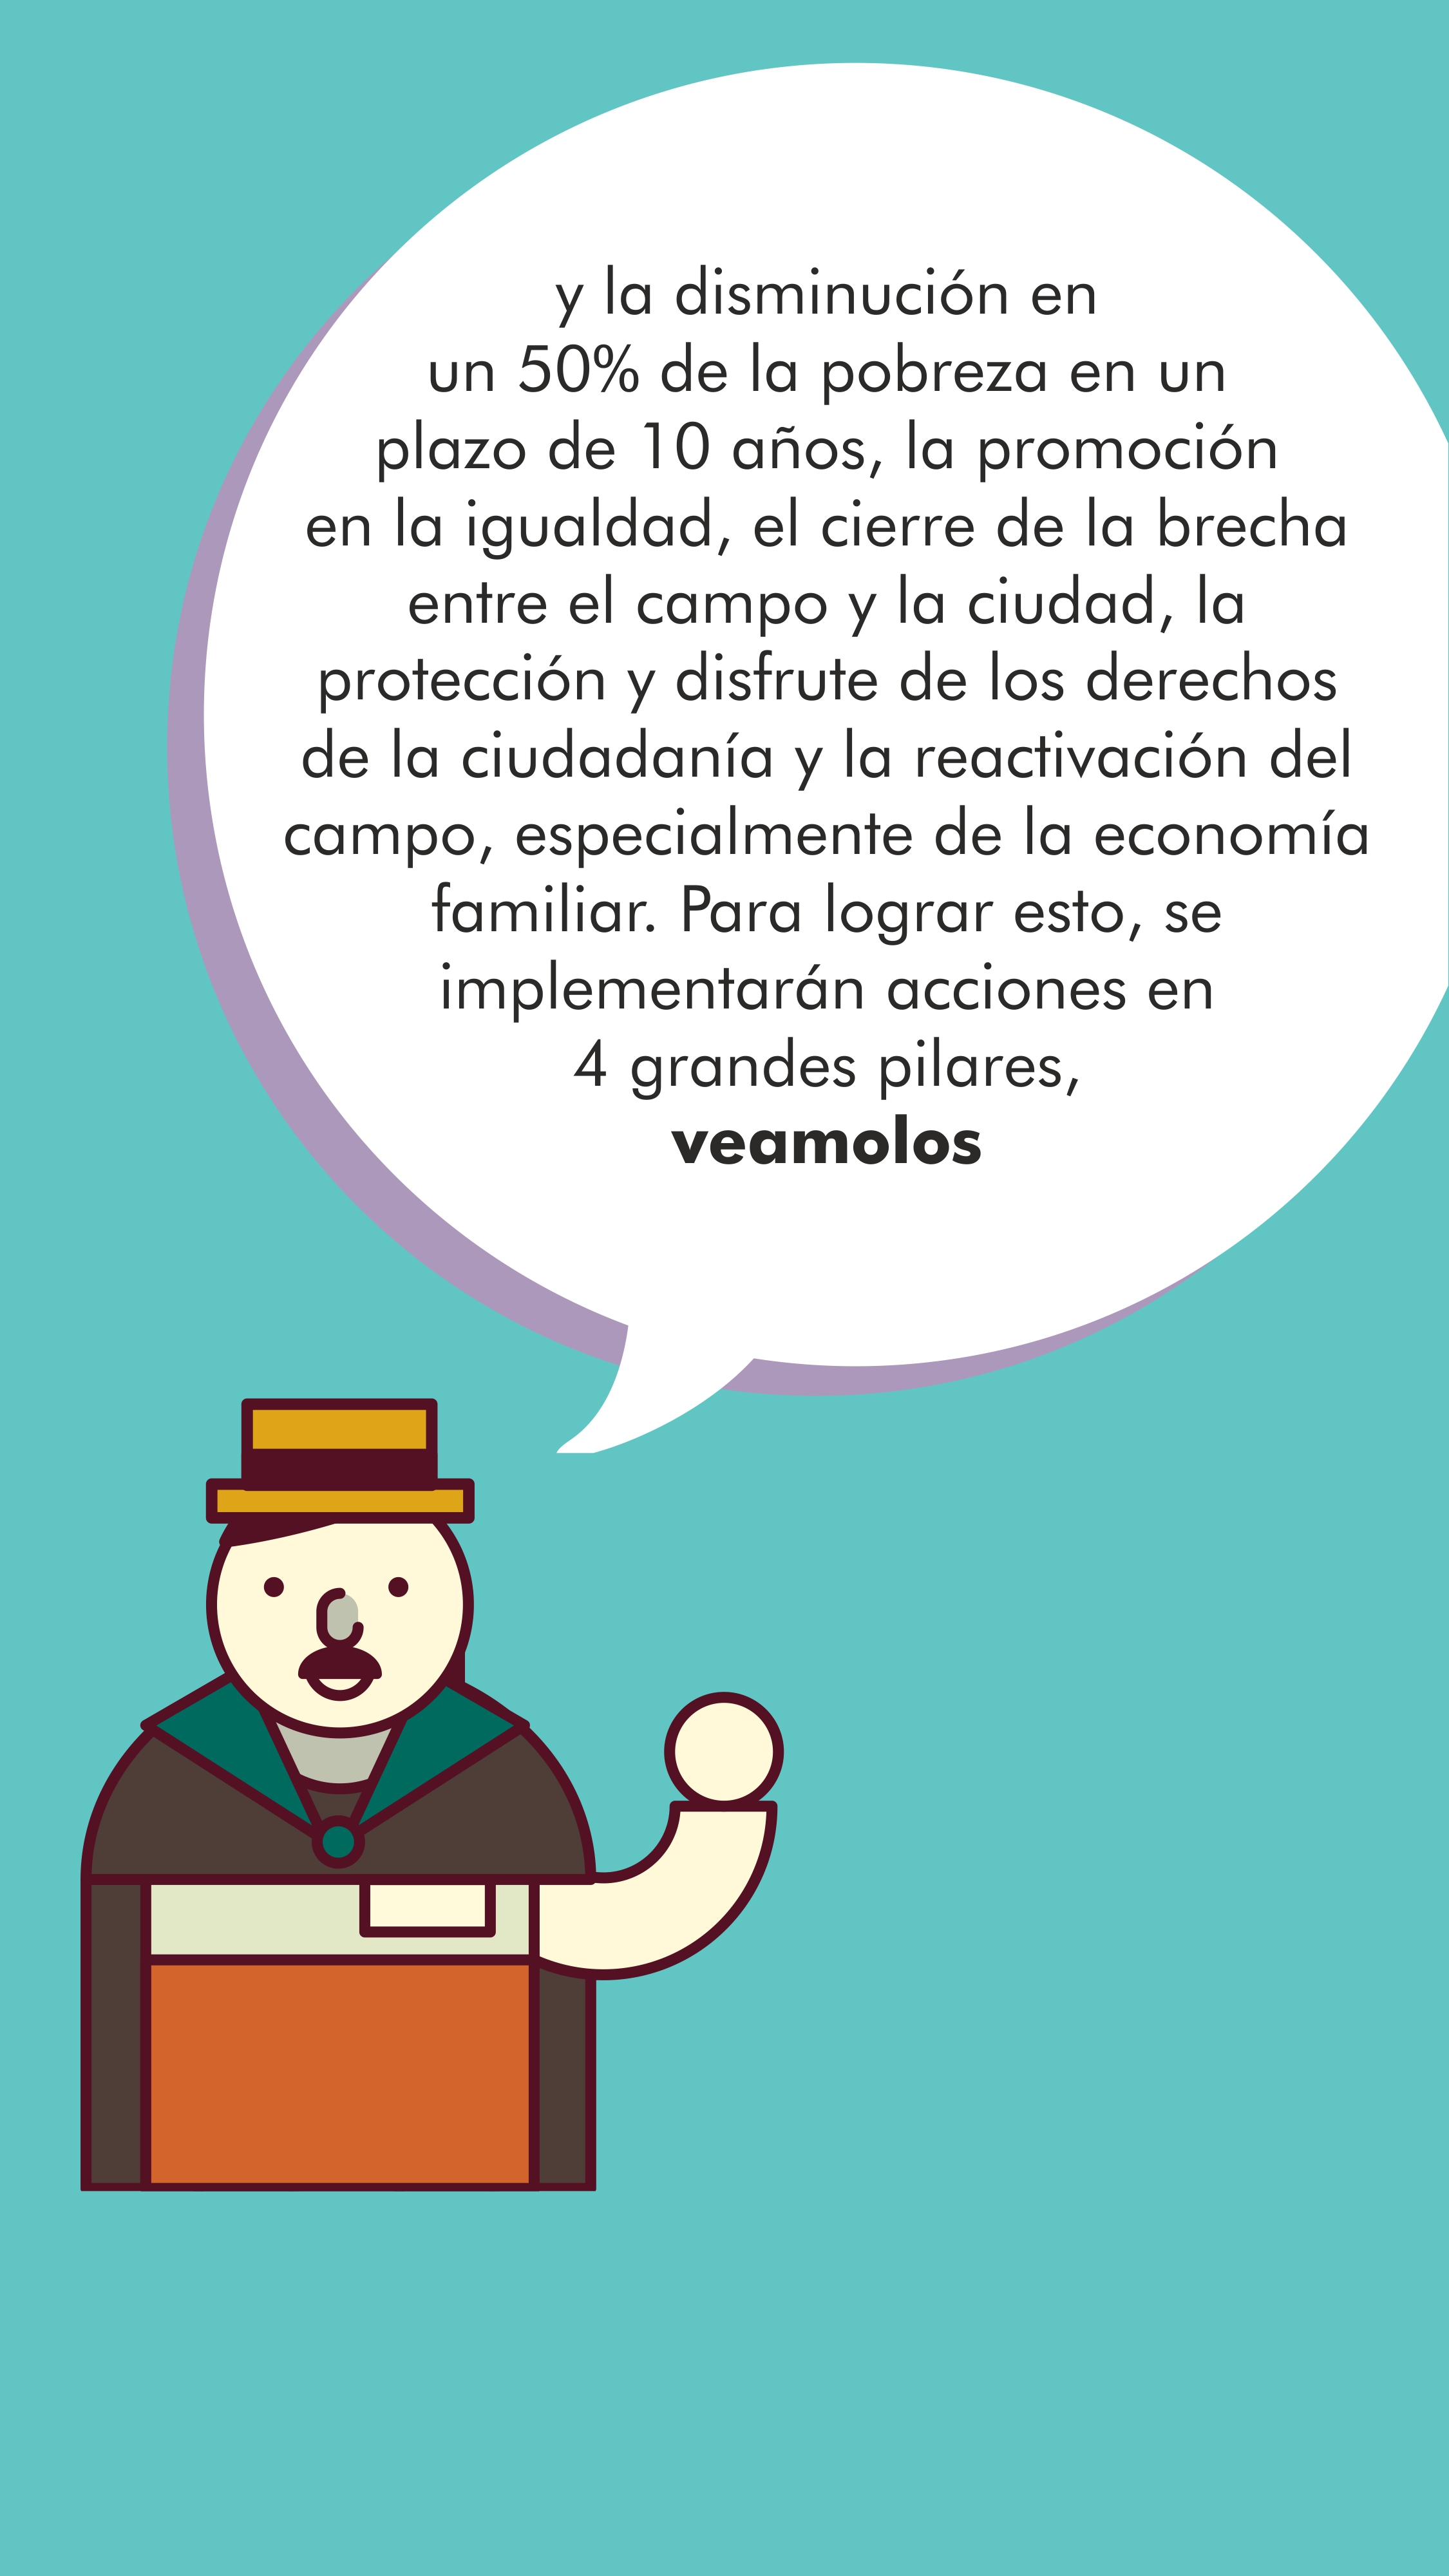 y la disminución en
un 50% de la pobreza en un
plazo de 10 años, la promoción
en la igualdad, el cierre de la brecha
entre el campo y la ciudad, la
protección y disfrute de los derechos
de la ciudadanía y la reactivación del
campo, especialmente de la economía
familiar. Para lograr esto, se
implementarán acciones en
4 grandes pilares,
veamolos